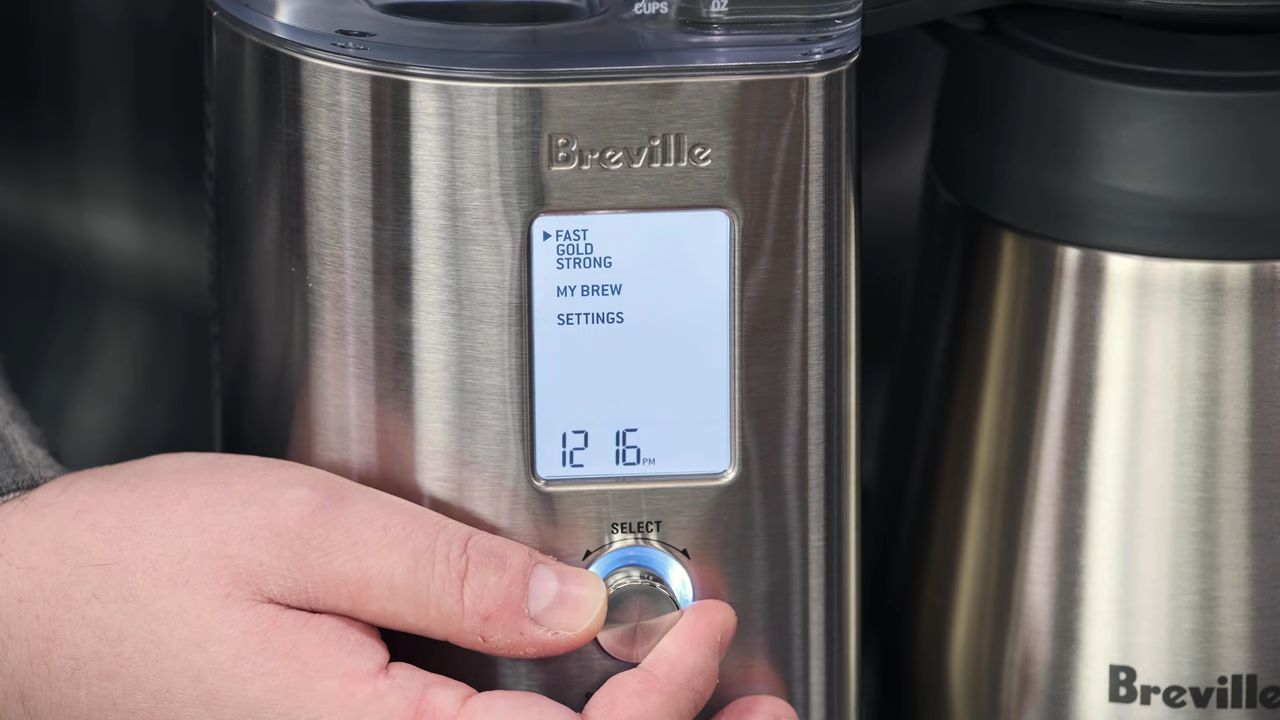 CUPS
OZ
Breville
FAST
GOLD
STRONG
MY BREW
SETTINGS
12 16 PM
SELECT
Breville